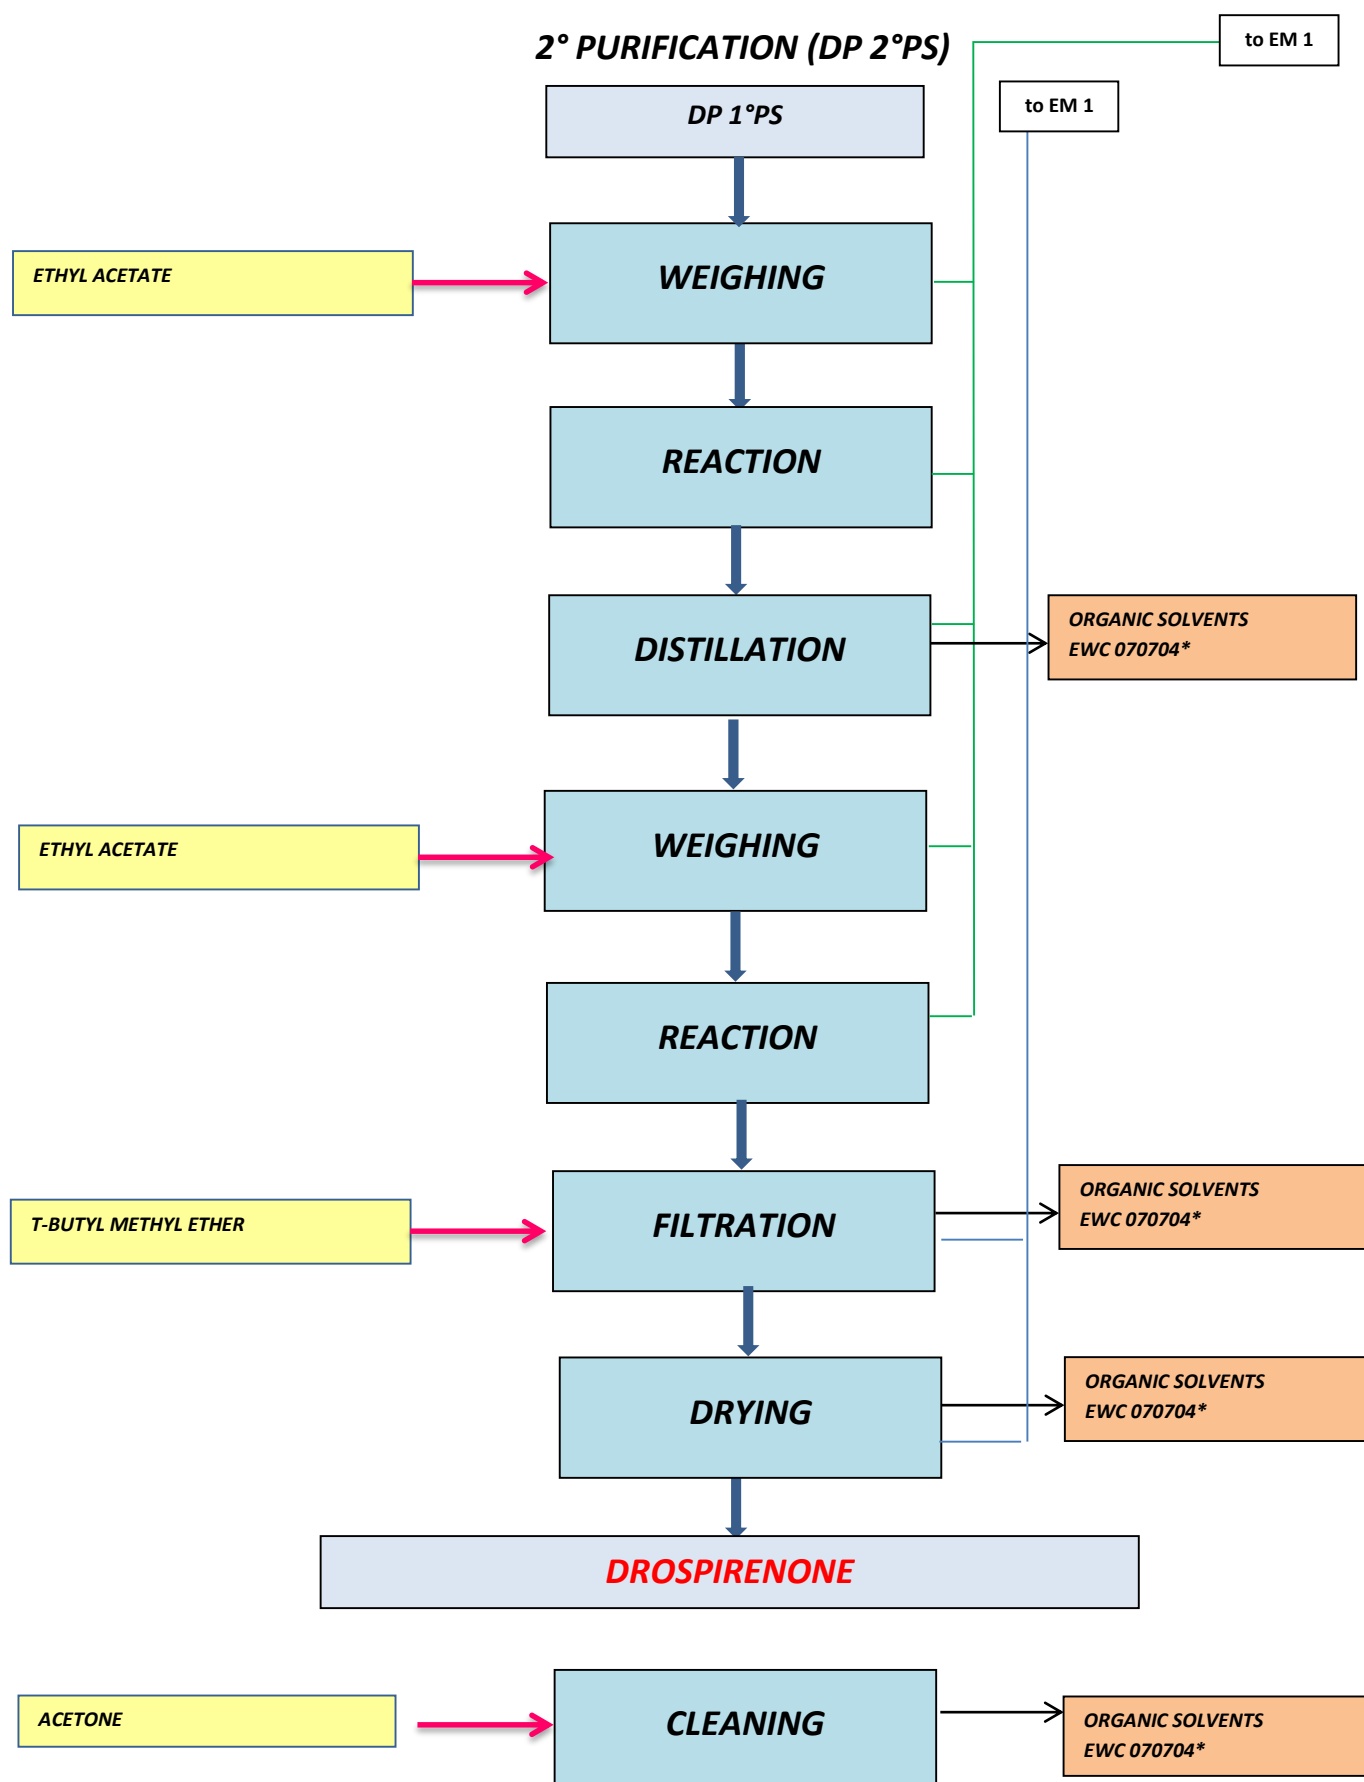 2° PURIFICATION (DP 2°PS)
to EM 1
to EM 1
DP 1°PS
ETHYL ACETATE
WEIGHING
REACTION
DISTILLATION
ORGANIC SOLVENTS
EWC 070704*
ETHYL ACETATE
WEIGHING
REACTION
T-BUTYL METHYL ETHER
FILTRATION
ORGANIC SOLVENTS
EWC 070704*
DRYING
ORGANIC SOLVENTS
EWC 070704*
DROSPIRENONE
ACETONE
CLEANING
ORGANIC SOLVENTS
EWC 070704*